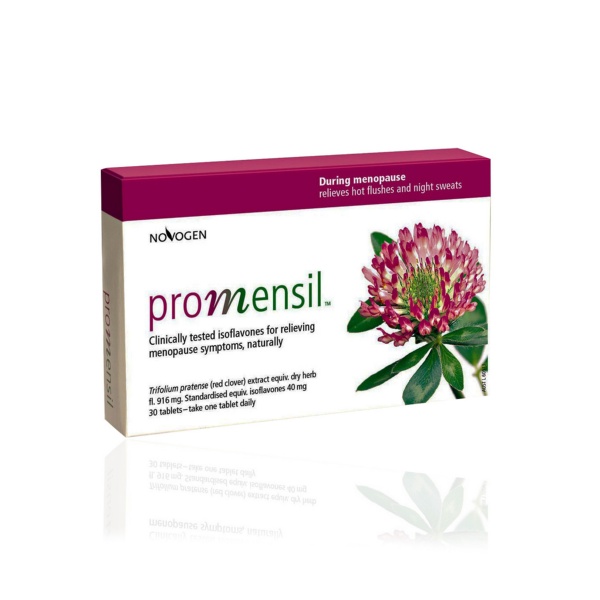 During menopause
relieves hot flushes and night sweats
NOVOGEN
promensil™
Clinically tested isoflavones for relieving
menopause symptoms, naturally
Trifolium pratense (red clover) extract equiv. dry herb
fl. 916 mg. Standardised equiv. isoflavones 40 mg
30 tablets – take one tablet daily
promensil